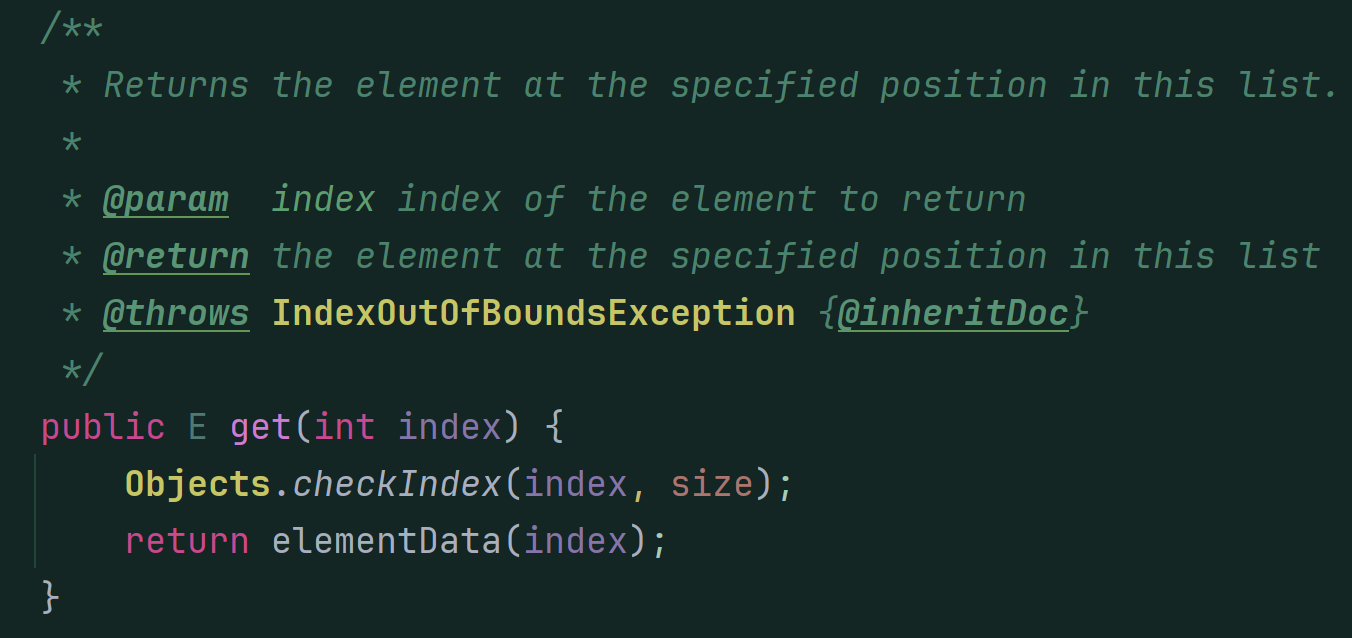 /**
 * Returns the element at the specified position in this list.
 *
 * @param  index index of the element to return
 * @return the element at the specified position in this list
 * @throws IndexOutOfBoundsException {@inheritDoc}
 */
public E get(int index) {
    Objects.checkIndex(index, size);
    return elementData(index);
}